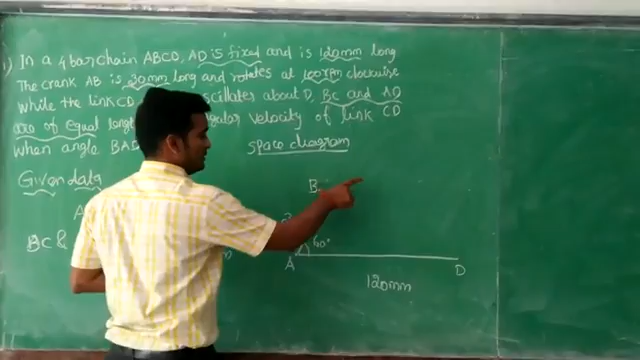 1) In a 4 bar chain ABCD, AD is fixed and is 120mm long
The crank AB is 30mm long and rotates at 100rpm clockwise
while the link CD oscillates about D, BC and AD
are of equal length. velocity of link CD
when angle BAD
space diagram
Given data
B
BC &
60°
A
D
120mm